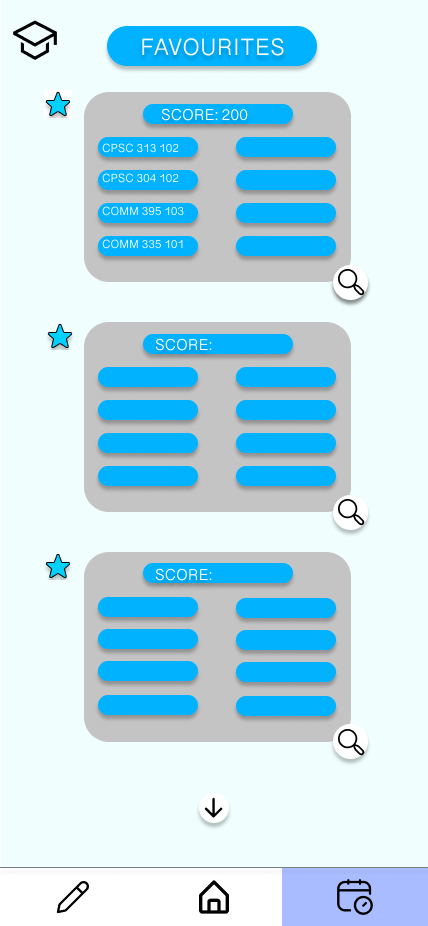 FAVOURITES
SCORE: 200
CPSC 313 102
CPSC 304 102
COMM 395 103
COMM 335 101
SCORE:
SCORE: